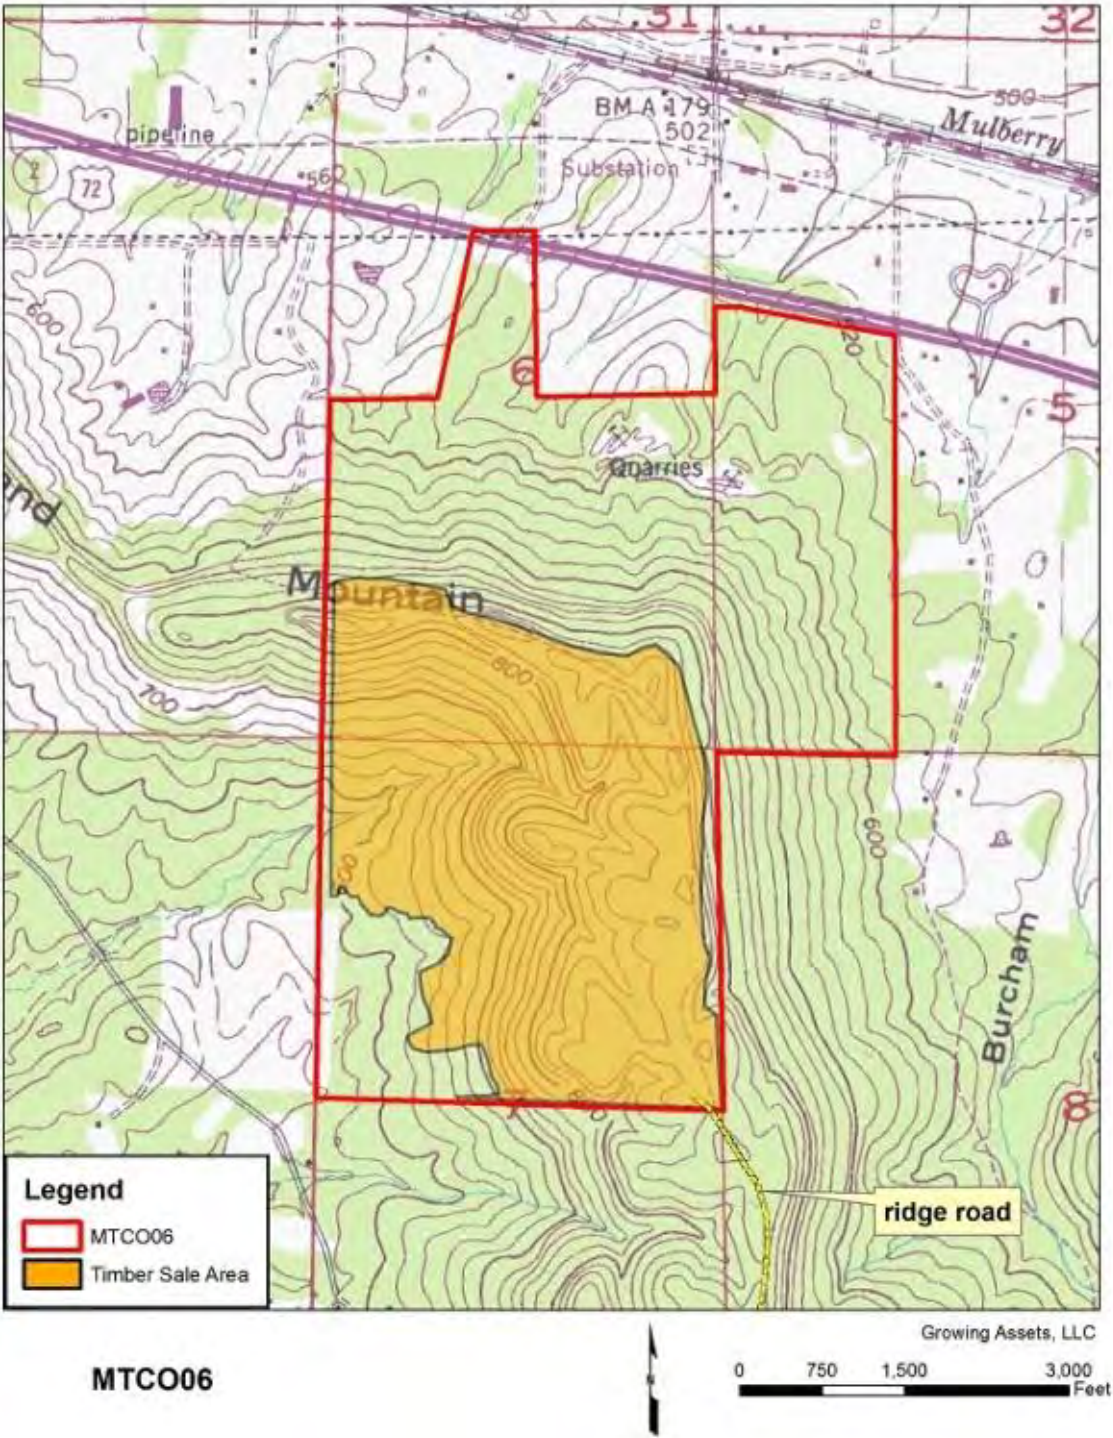 31
32
500
BM A 179
502
Mulberry
pipeline
Substation
2
72
562
600
6
5
Quarries
Mountain
800
700
600
Burcham
7
8
ridge road
Legend
MTCO06
Timber Sale Area
Growing Assets, LLC
MTCO06
N
0 750 1,500 3,000
Feet